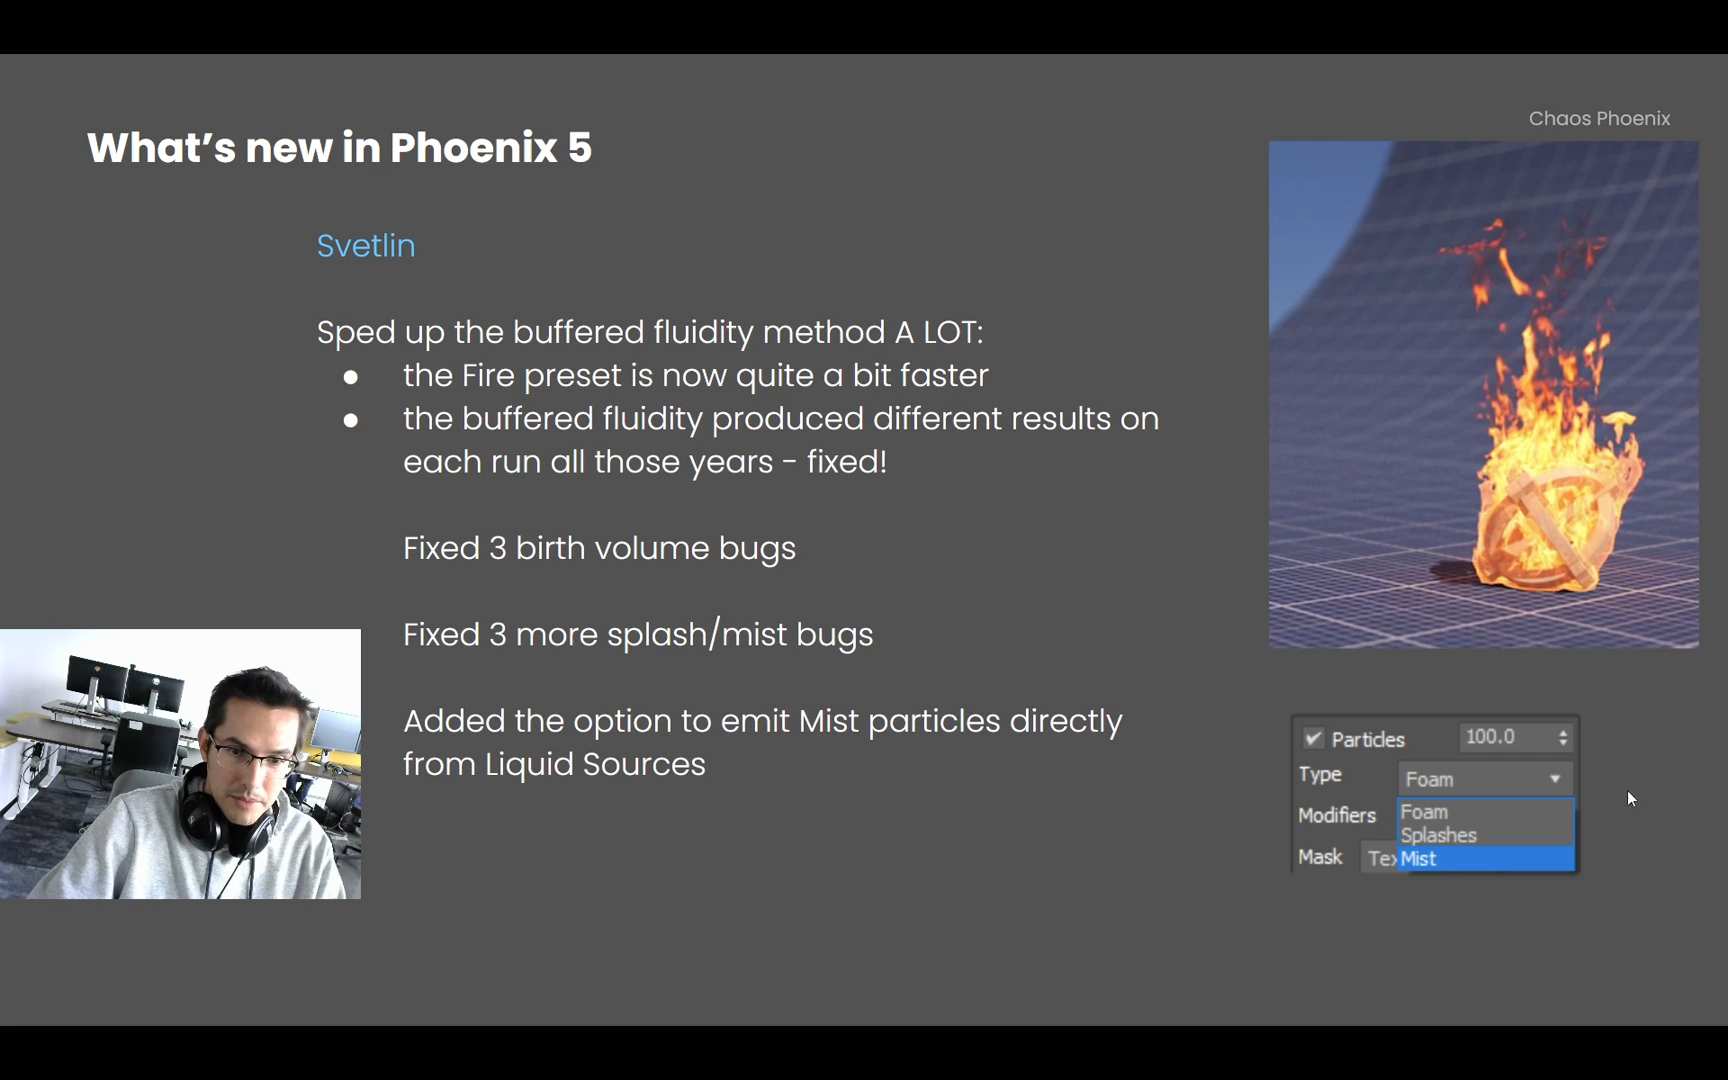 Chaos Phoenix
What's new in Phoenix 5
Svetlin
Sped up the buffered fluidity method A LOT:
● the Fire preset is now quite a bit faster
● the buffered fluidity produced different results on
each run all those years - fixed!
Fixed 3 birth volume bugs
Fixed 3 more splash/mist bugs
Added the option to emit Mist particles directly
from Liquid Sources
Particles 100.0
Type Foam
Modifiers Foam
Splashes
Mask Tex Mist